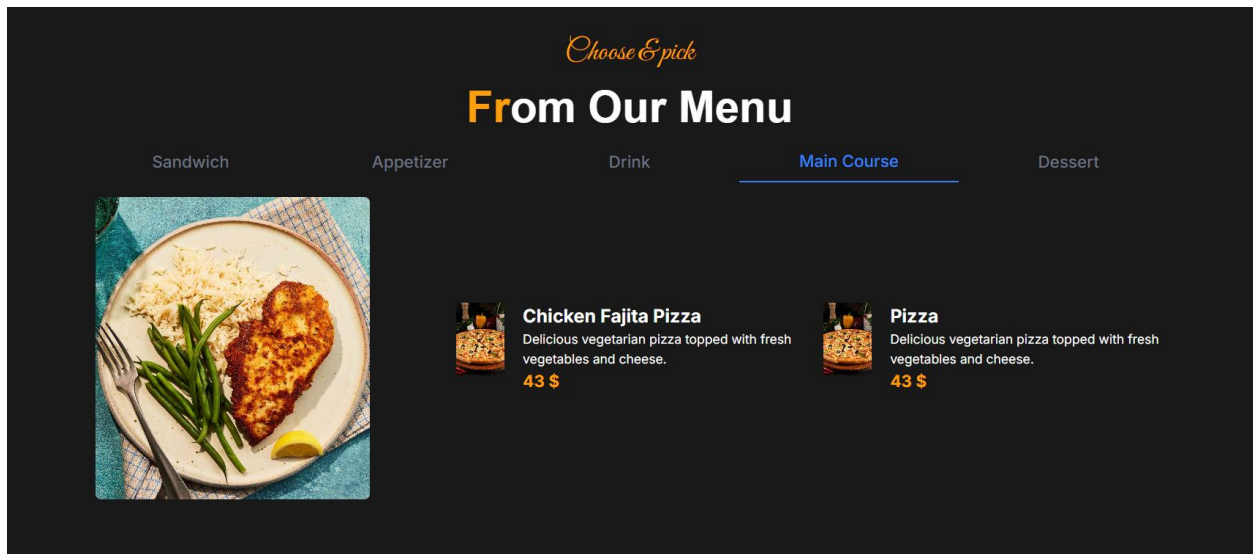 Choose & pick
From Our Menu
Sandwich
Appetizer
Drink
Main Course
Dessert
Chicken Fajita Pizza
Delicious vegetarian pizza topped with fresh
vegetables and cheese.
43 $
Pizza
Delicious vegetarian pizza topped with fresh
vegetables and cheese.
43 $